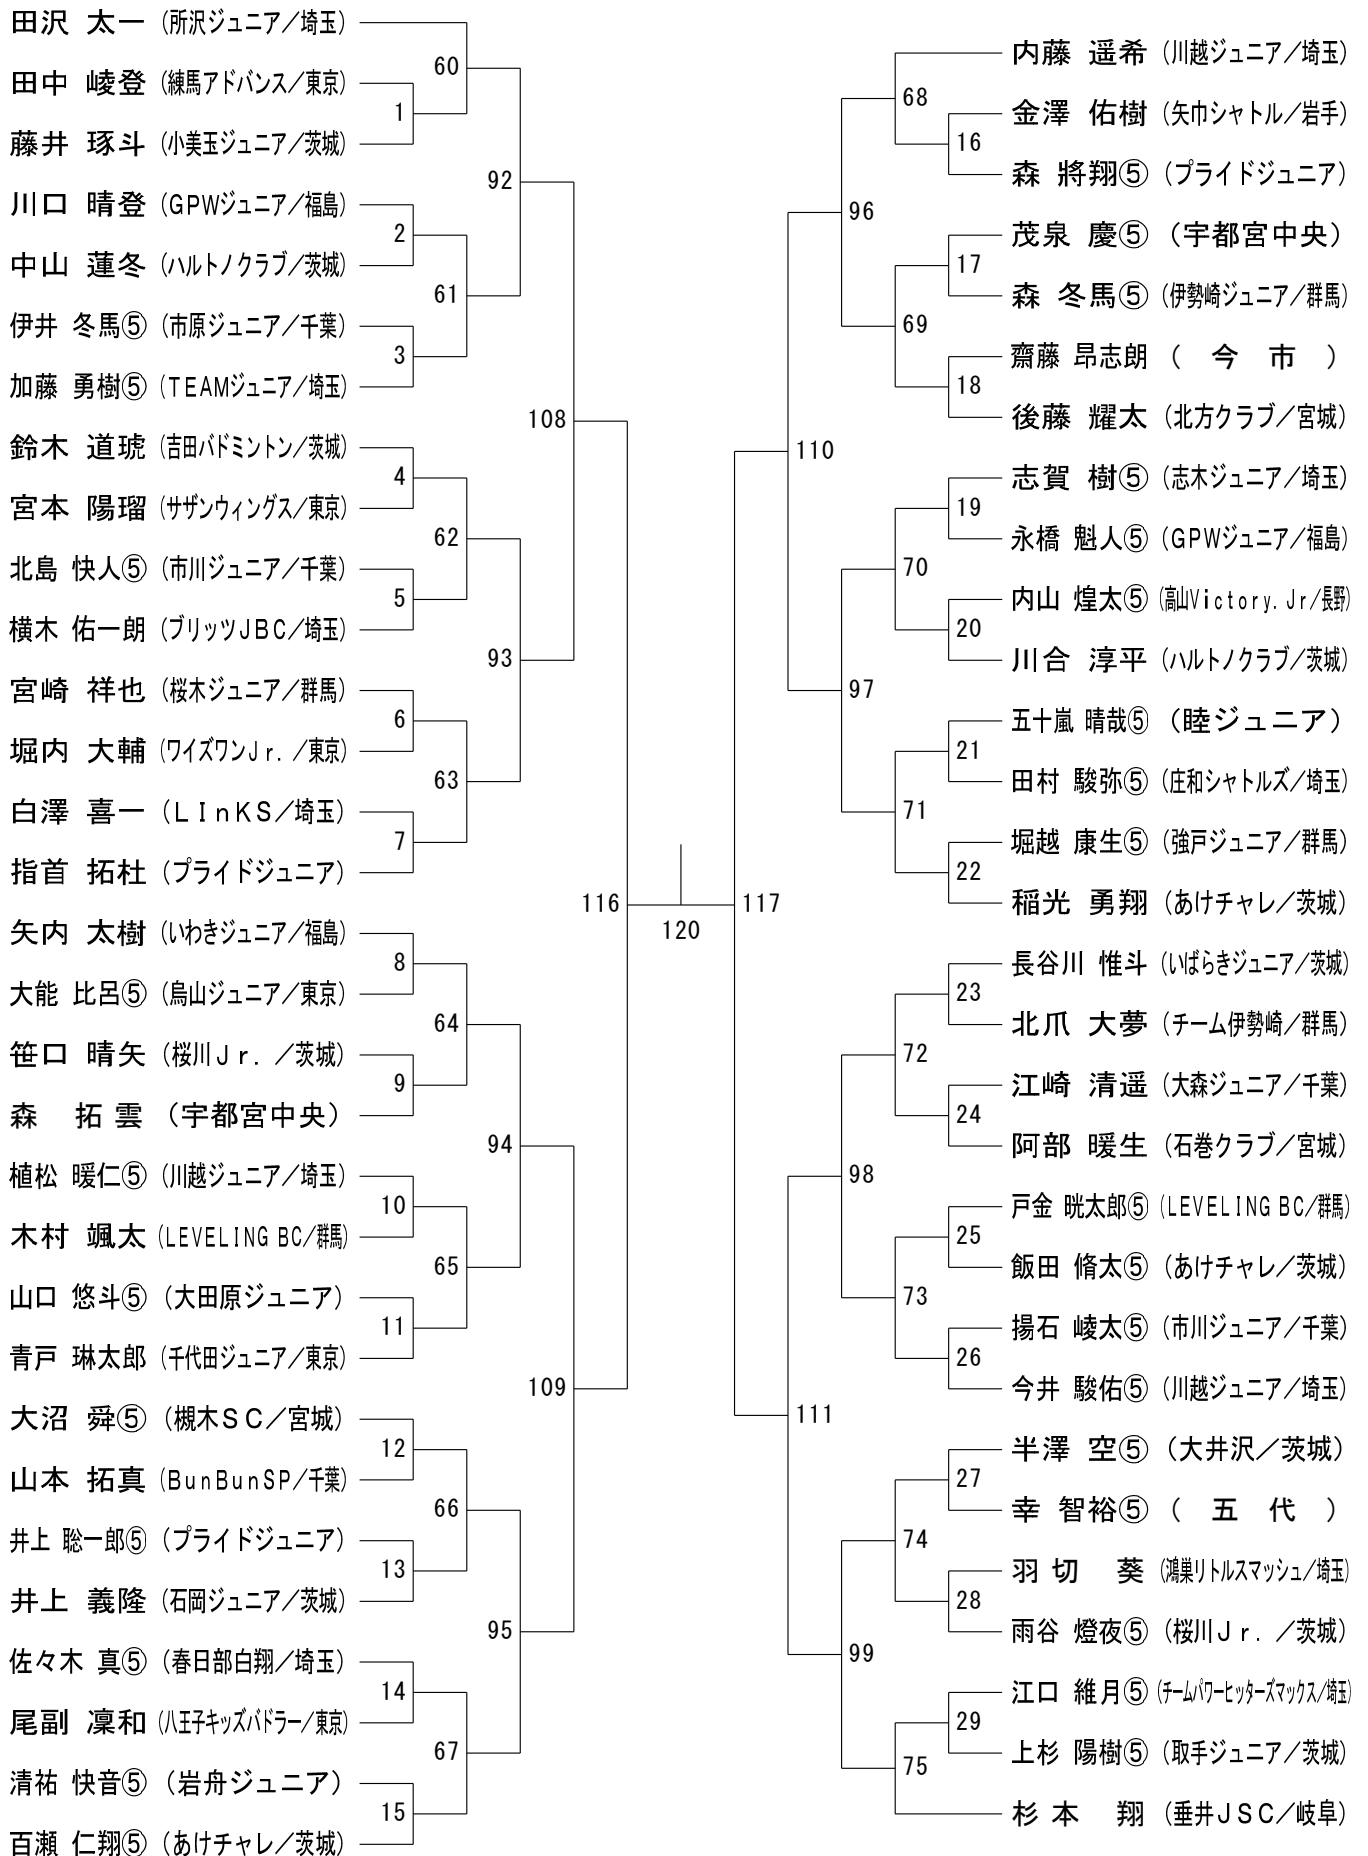 田沢 太一 (所沢ジュニア／埼玉)
田中 崚登 (練馬アドバンス／東京)
藤井 琢斗 (小美玉ジュニア／茨城)
川口 晴登 (GPWジュニア／福島)
中山 蓮冬 (ハルトノクラブ／茨城)
伊井 冬馬⑤ (市原ジュニア／千葉)
加藤 勇樹⑤ (TEAMジュニア／埼玉)
鈴木 道琥 (吉田バドミントン／茨城)
宮本 陽瑠 (サザンウィングス／東京)
北島 快人⑤ (市川ジュニア／千葉)
横木 佑一朗 (ブリッツJBC／埼玉)
宮崎 祥也 (桜木ジュニア／群馬)
堀内 大輔 (ワイズワンJr.／東京)
白澤 喜一 (LInKS／埼玉)
指首 拓杜 (プライドジュニア)
矢内 太樹 (いわきジュニア／福島)
大能 比呂⑤ (烏山ジュニア／東京)
笹口 晴矢 (桜川Jr.／茨城)
森 拓雲 (宇都宮中央)
植松 暖仁⑤ (川越ジュニア／埼玉)
木村 颯太 (LEVELING BC／群馬)
山口 悠斗⑤ (大田原ジュニア)
青戸 琳太郎 (千代田ジュニア／東京)
大沼 舜⑤ (槻木SC／宮城)
山本 拓真 (BunBunSP／千葉)
井上 聡一郎⑤ (プライドジュニア)
井上 義隆 (石岡ジュニア／茨城)
佐々木 真⑤ (春日部白翔／埼玉)
尾副 凜和 (八王子キッズバドラー／東京)
清祐 快音⑤ (岩舟ジュニア)
百瀬 仁翔⑤ (あけチャレ／茨城)
1
2
3
4
5
6
7
8
9
10
11
12
13
14
15
60
61
62
63
64
65
66
67
92
93
94
95
108
109
116
120
117
110
111
96
97
98
99
68
69
70
71
72
73
74
75
16
17
18
19
20
21
22
23
24
25
26
27
28
29
内藤 遥希 (川越ジュニア／埼玉)
金澤 佑樹 (矢巾シャトル／岩手)
森 將翔⑤ (プライドジュニア)
茂泉 慶⑤ (宇都宮中央)
森 冬馬⑤ (伊勢崎ジュニア／群馬)
齋藤 昂志朗 (今市)
後藤 耀太 (北方クラブ／宮城)
志賀 樹⑤ (志木ジュニア／埼玉)
永橋 魁人⑤ (GPWジュニア／福島)
内山 煌太⑤ (高山Victory.Jr／長野)
川合 淳平 (ハルトノクラブ／茨城)
五十嵐 晴哉⑤ (睦ジュニア)
田村 駿弥⑤ (庄和シャトルズ／埼玉)
堀越 康生⑤ (強戸ジュニア／群馬)
稲光 勇翔 (あけチャレ／茨城)
長谷川 惟斗 (いばらきジュニア／茨城)
北爪 大夢 (チーム伊勢崎／群馬)
江崎 清遥 (大森ジュニア／千葉)
阿部 暖生 (石巻クラブ／宮城)
戸金 晄太郎⑤ (LEVELING BC／群馬)
飯田 脩太⑤ (あけチャレ／茨城)
揚石 崚太⑤ (市川ジュニア／千葉)
今井 駿佑⑤ (川越ジュニア／埼玉)
半澤 空⑤ (大井沢／茨城)
幸 智裕⑤ (五代)
羽切 葵 (鴻巣リトルスマッシュ／埼玉)
雨谷 燈夜⑤ (桜川Jr.／茨城)
江口 維月⑤ (チームパワーヒッターズマックス／埼玉)
上杉 陽樹⑤ (取手ジュニア／茨城)
杉本 翔 (垂井JSC／岐阜)